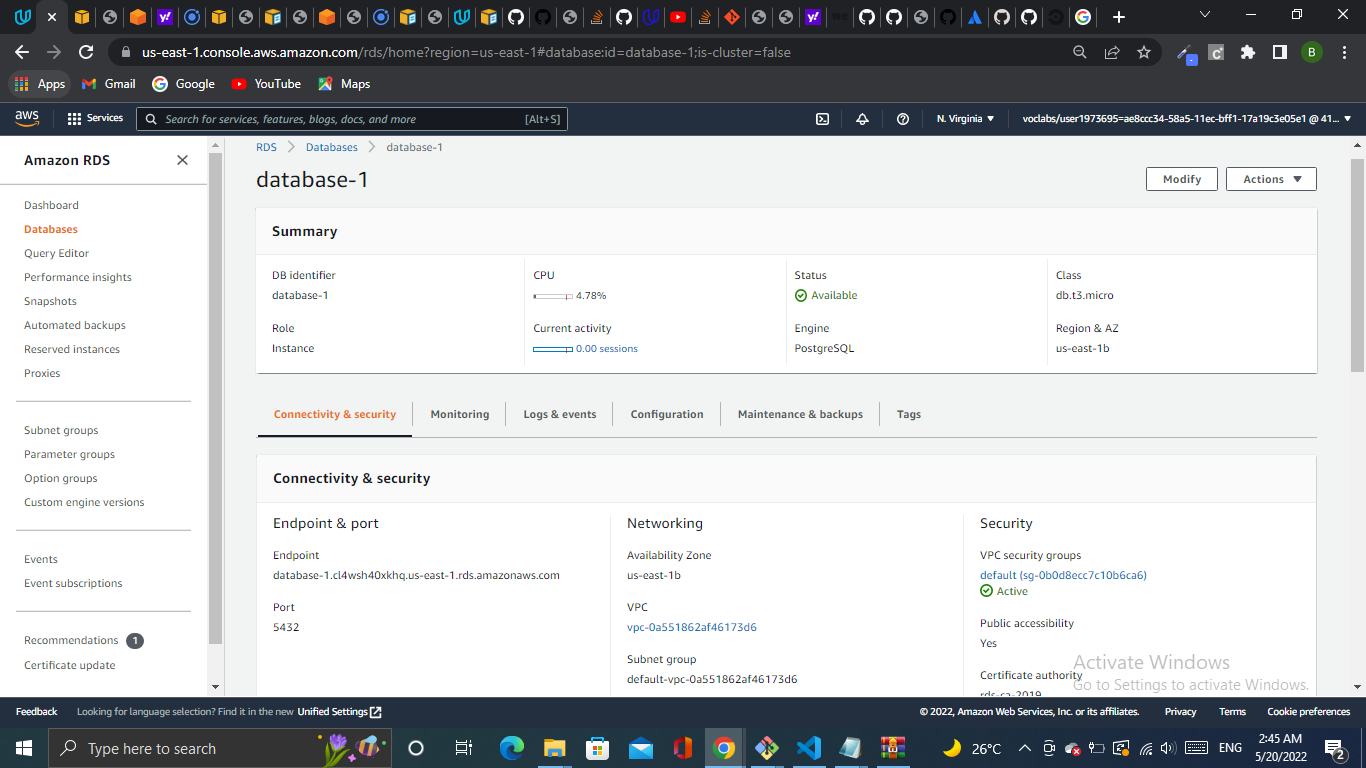 us-east-1.console.aws.amazon.com/rds/home?region=us-east-1#database:id=database-1;is-cluster=false
B
Apps
Gmail
Google
YouTube
Maps
aws
Services
Search for services, features, blogs, docs, and more
[Alt+S]
N. Virginia ▼
voclabs/user1973695=ae8ccc34-58a5-11ec-bff1-17a19c3e05e1 @ 41... ▼
Amazon RDS
Dashboard
Databases
Query Editor
Performance insights
Snapshots
Automated backups
Reserved instances
Proxies
Subnet groups
Parameter groups
Option groups
Custom engine versions
Events
Event subscriptions
Recommendations 1
Certificate update
RDS > Databases > database-1
database-1
Modify
Actions ▼
Summary
DB identifier
database-1
CPU
4.78%
Status
Available
Class
db.t3.micro
Role
Instance
Current activity
0.00 sessions
Engine
PostgreSQL
Region & AZ
us-east-1b
Connectivity & security
Monitoring
Logs & events
Configuration
Maintenance & backups
Tags
Connectivity & security
Endpoint & port
Endpoint
database-1.cl4wsh40xkhq.us-east-1.rds.amazonaws.com
Port
5432
Networking
Availability Zone
us-east-1b
VPC
vpc-0a551862af46173d6
Subnet group
default-vpc-0a551862af46173d6
Security
VPC security groups
default (sg-0b0d8ecc7c10b6ca6)
Active
Public accessibility
Yes
Certificate authority
rds-ca-2019
Activate Windows
Go to Settings to activate Windows.
Feedback
Looking for language selection? Find it in the new Unified Settings
© 2022, Amazon Web Services, Inc. or its affiliates.
Privacy
Terms
Cookie preferences
Type here to search
26°C
ENG
2:45 AM
5/20/2022
2